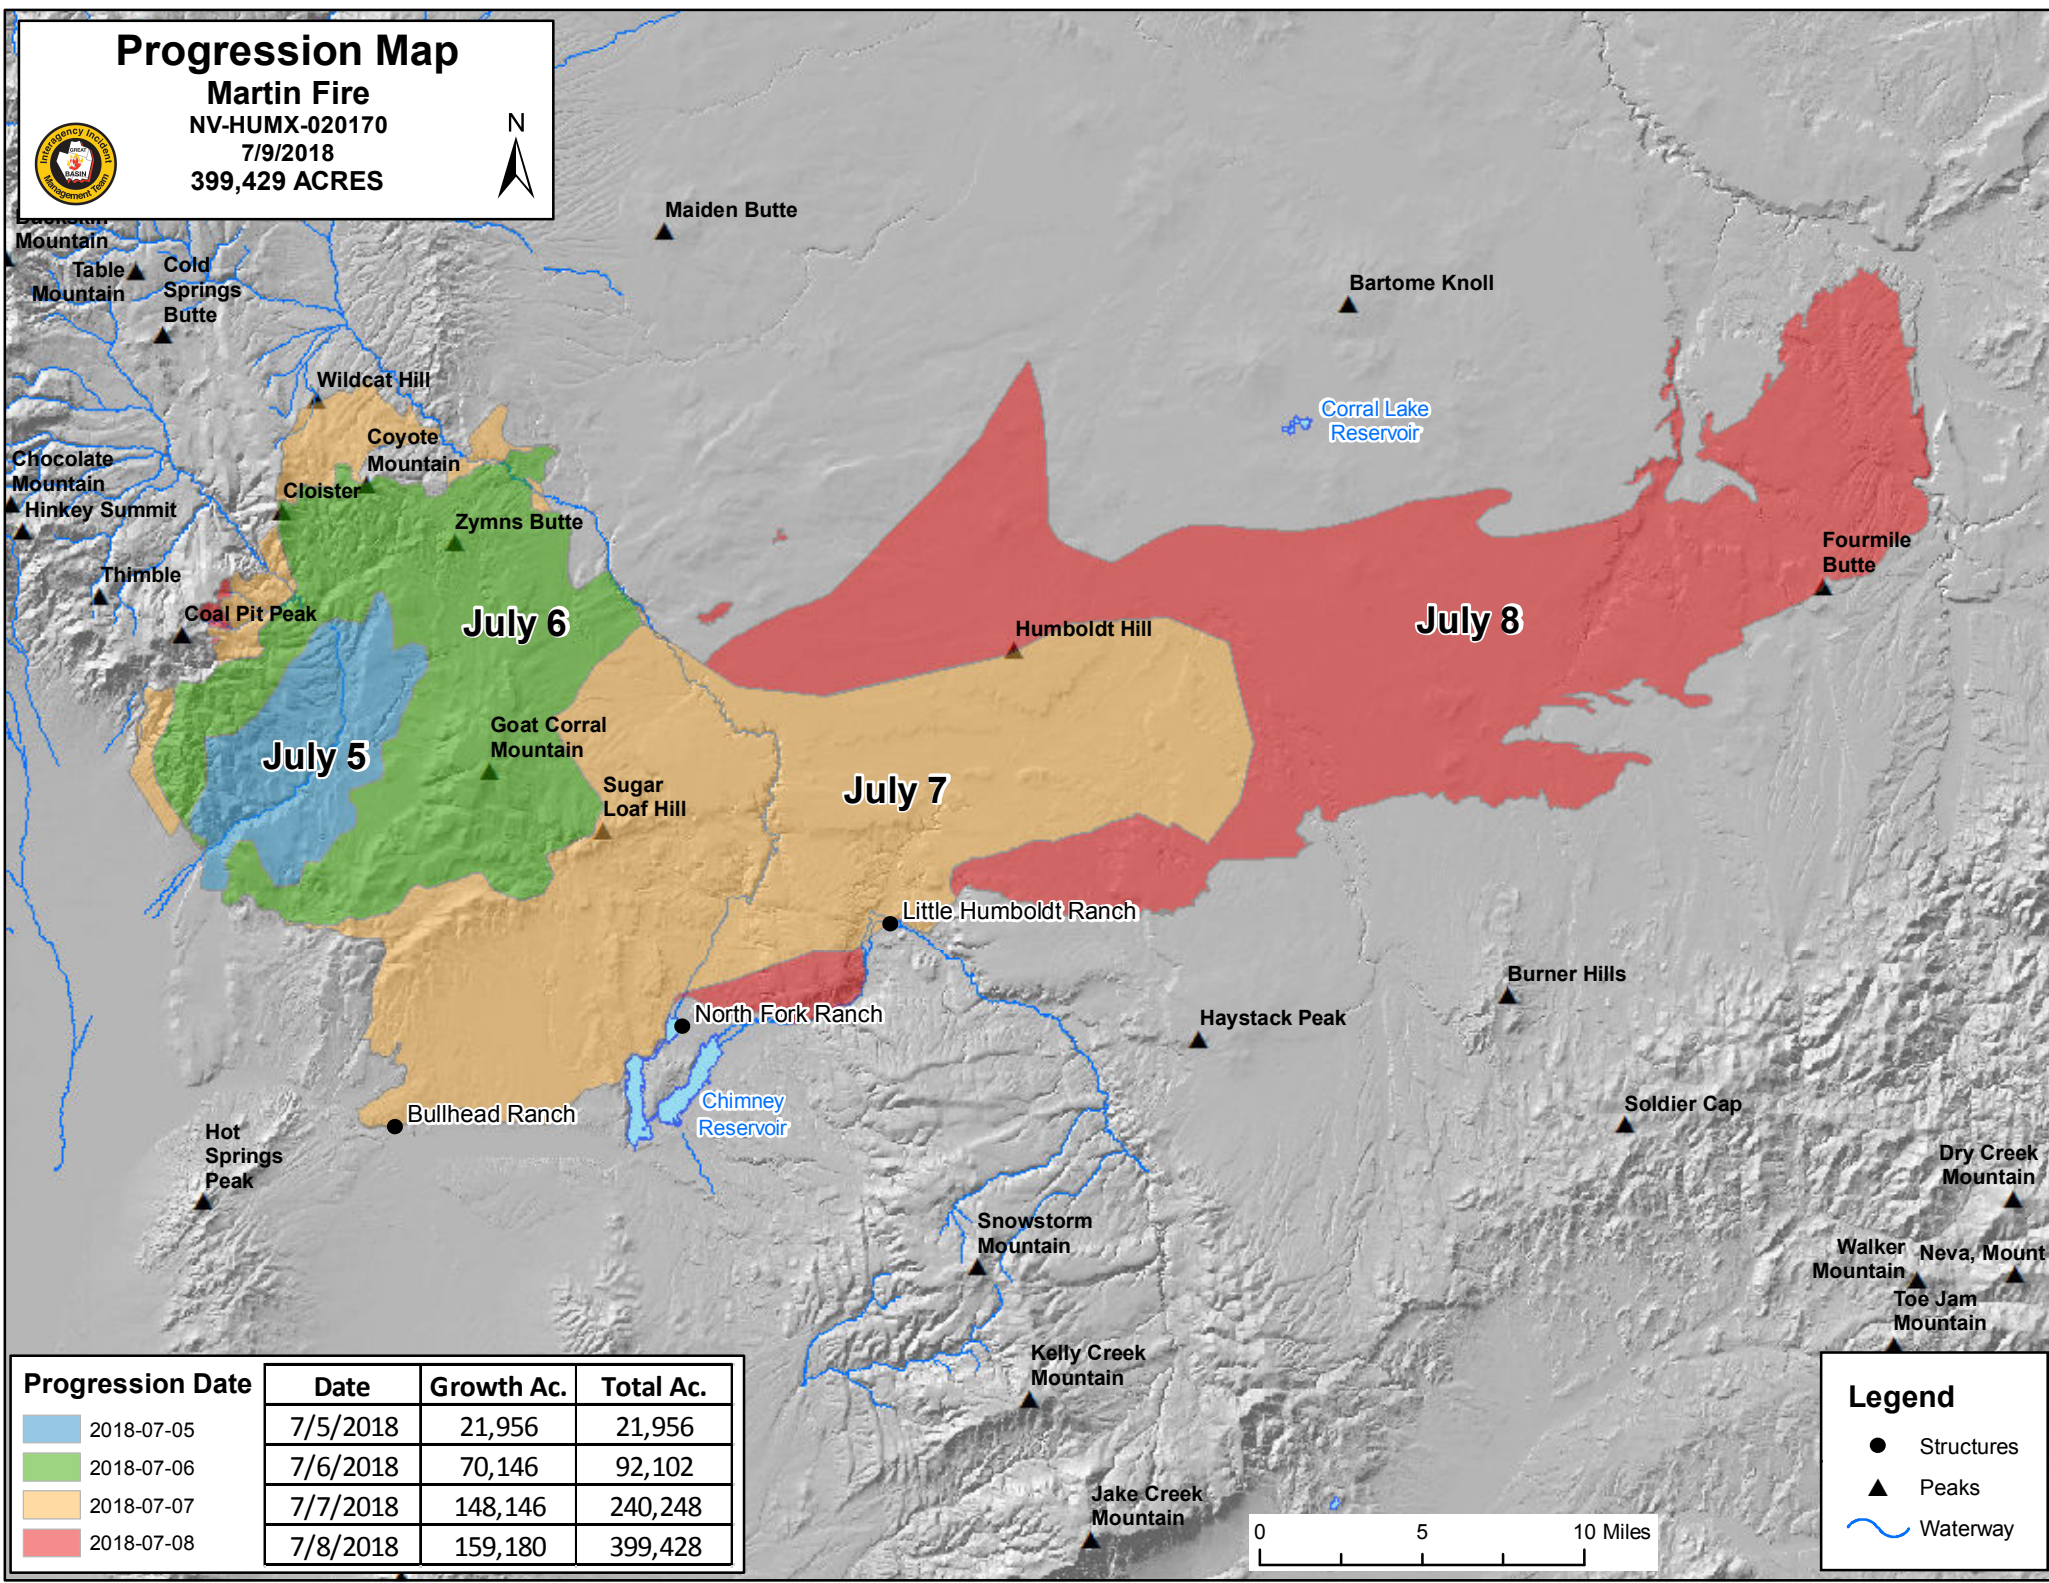 Progression Map
Martin Fire
NV-HUMX-020170
7/9/2018
399,429 ACRES
N
Interagency Incident
GREAT
BASIN
Management Team
Mountain
Table
Mountain
Cold
Springs
Butte
Maiden Butte
Bartome Knoll
Wildcat Hill
Corral Lake
Reservoir
Coyote
Mountain
Chocolate
Mountain
Cloister
Hinkey Summit
Zymns Butte
Fourmile
Butte
Thimble
Coal Pit Peak
July 6
July 8
Humboldt Hill
Goat Corral
Mountain
July 5
Sugar
Loaf Hill
July 7
Little Humboldt Ranch
Burner Hills
North Fork Ranch
Haystack Peak
Chimney
Reservoir
Bullhead Ranch
Soldier Cap
Hot
Springs
Peak
Dry Creek
Mountain
Snowstorm
Mountain
Walker
Mountain
Neva, Mount
Toe Jam
Mountain
Kelly Creek
Mountain
Jake Creek
Mountain
Progression Date
2018-07-05
2018-07-06
2018-07-07
2018-07-08
Date Growth Ac. Total Ac.
7/5/2018 21,956 21,956
7/6/2018 70,146 92,102
7/7/2018 148,146 240,248
7/8/2018 159,180 399,428
0 5 10 Miles
Legend
Structures
Peaks
Waterway